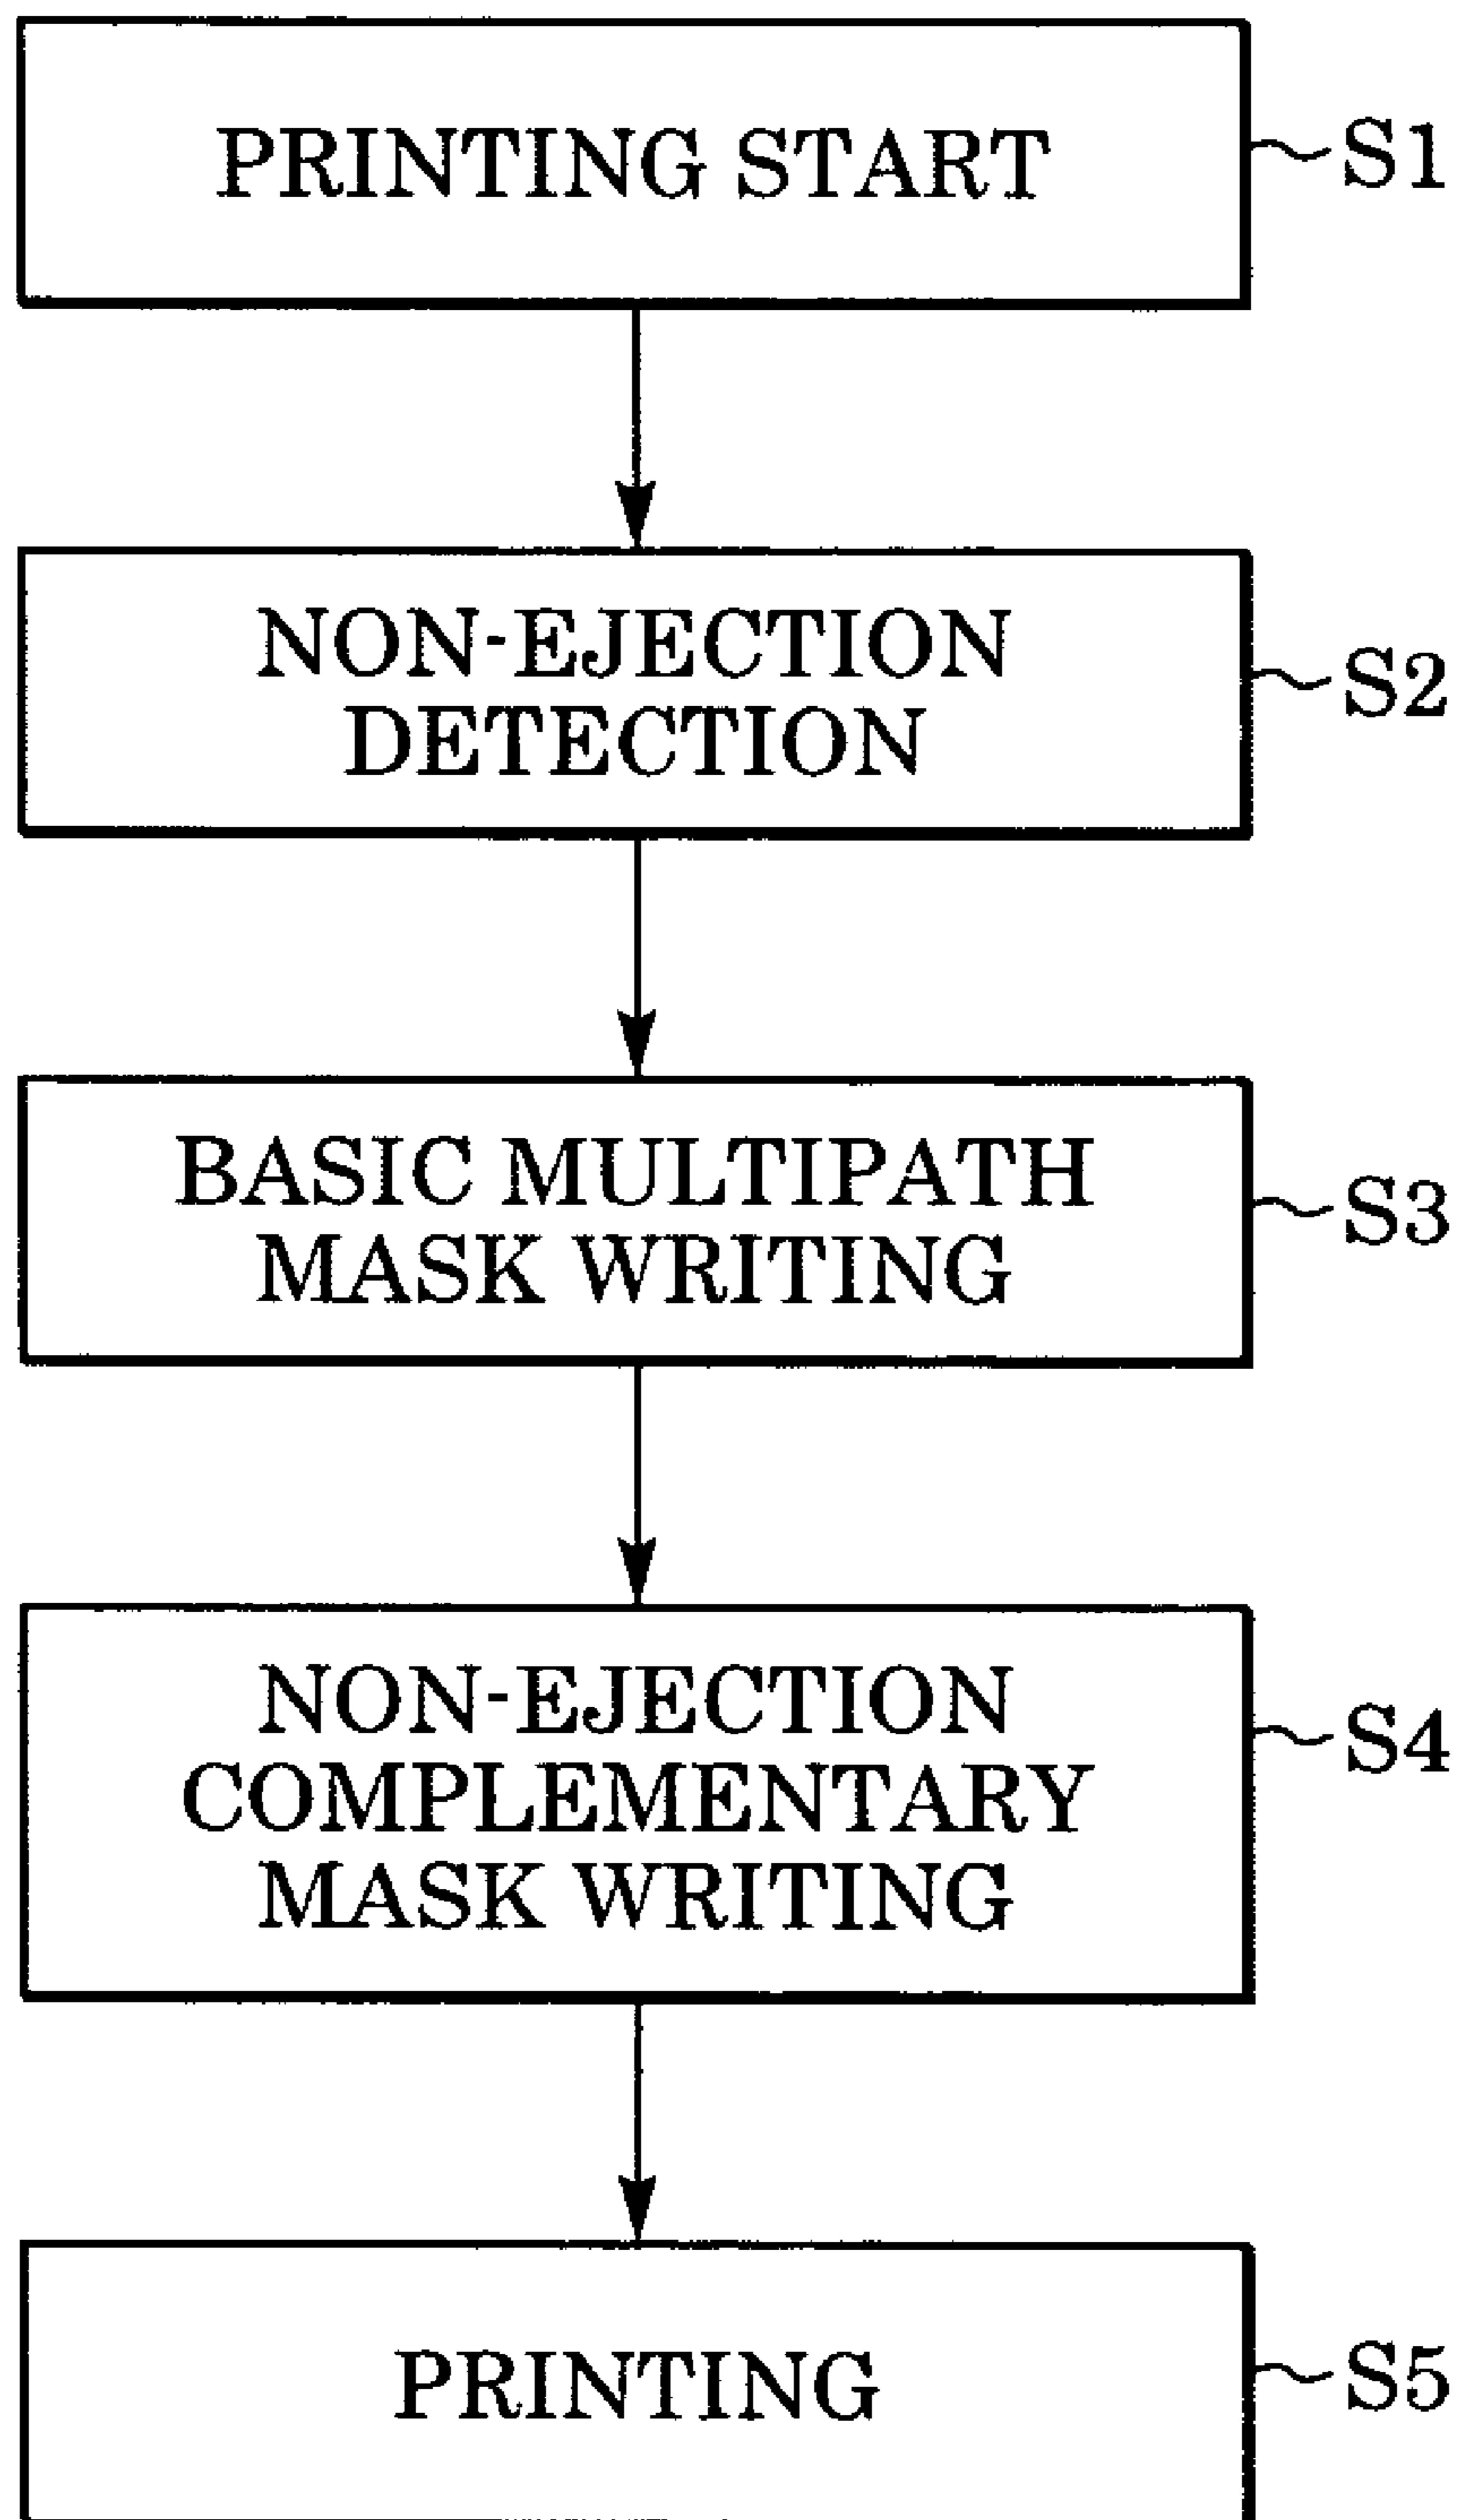 PRINTING START
S1
NON-EJECTION
DETECTION
S2
BASIC MULTIPATH
MASK WRITING
S3
NON-EJECTION
COMPLEMENTARY
MASK WRITING
S4
PRINTING
S5